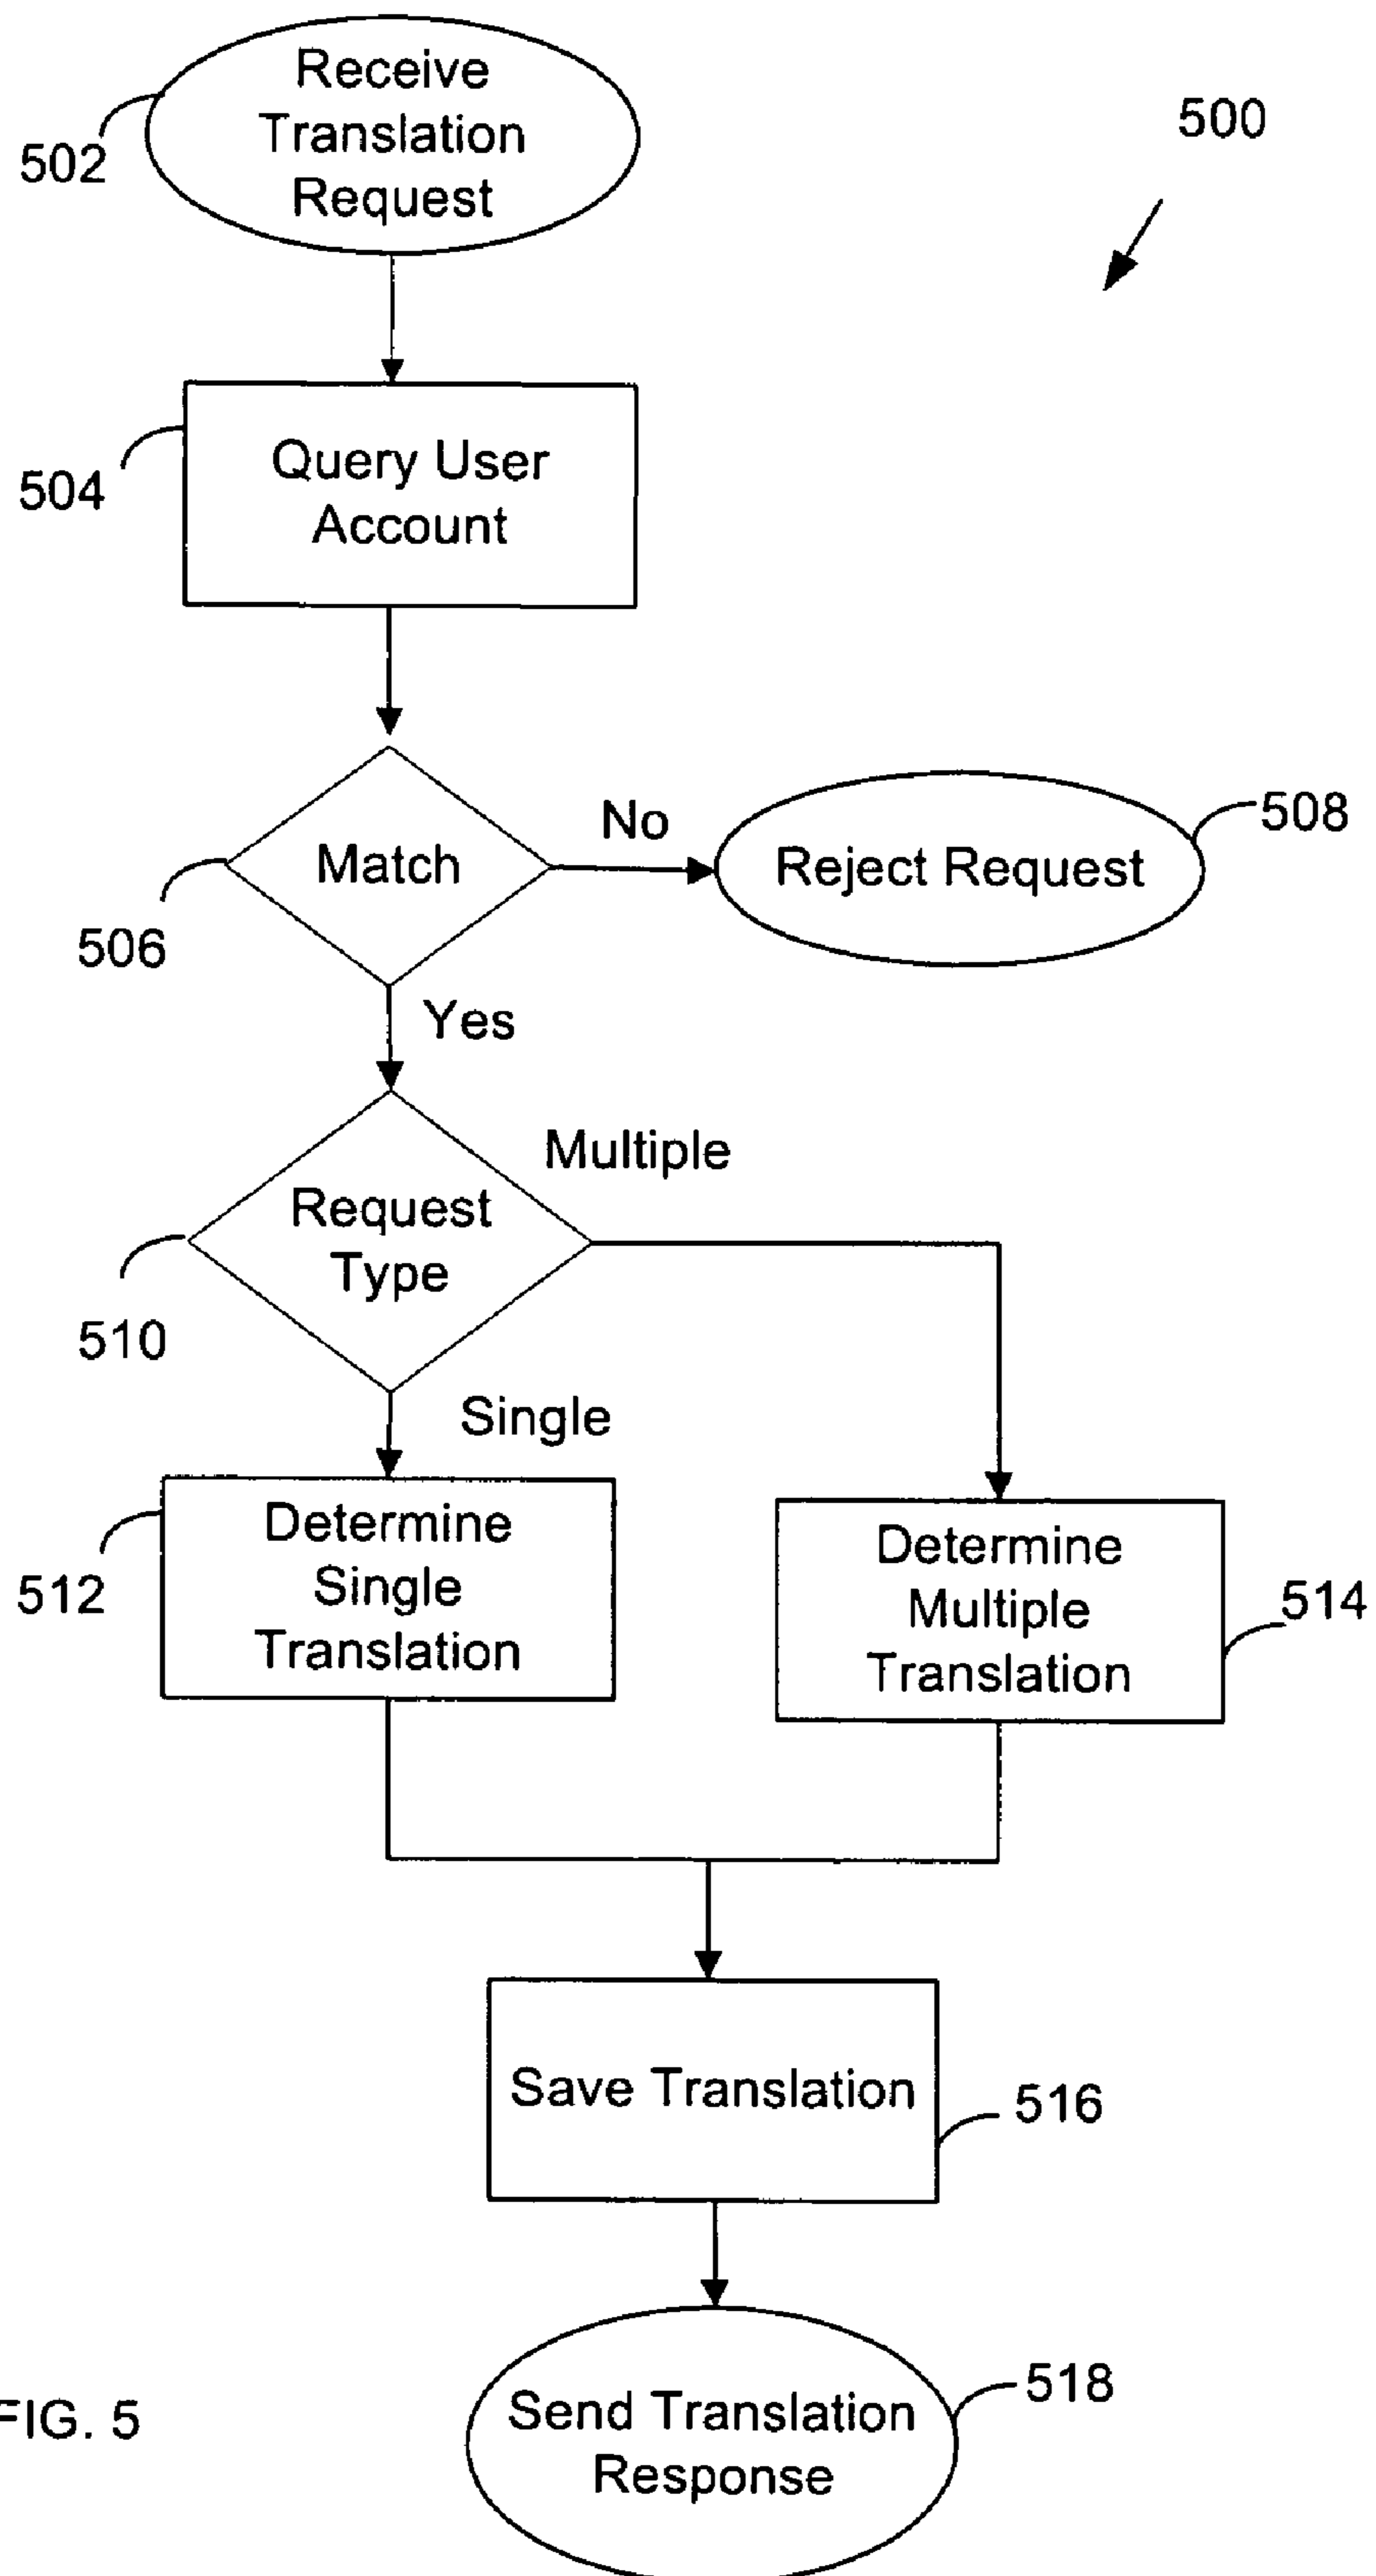 Receive
Translation
Request
502
500
Query User
Account
504
Match
506
No
Reject Request
508
Yes
Request
Type
510
Multiple
Single
Determine
Single
Translation
512
Determine
Multiple
Translation
514
Save Translation
516
Send Translation
Response
518
FIG. 5